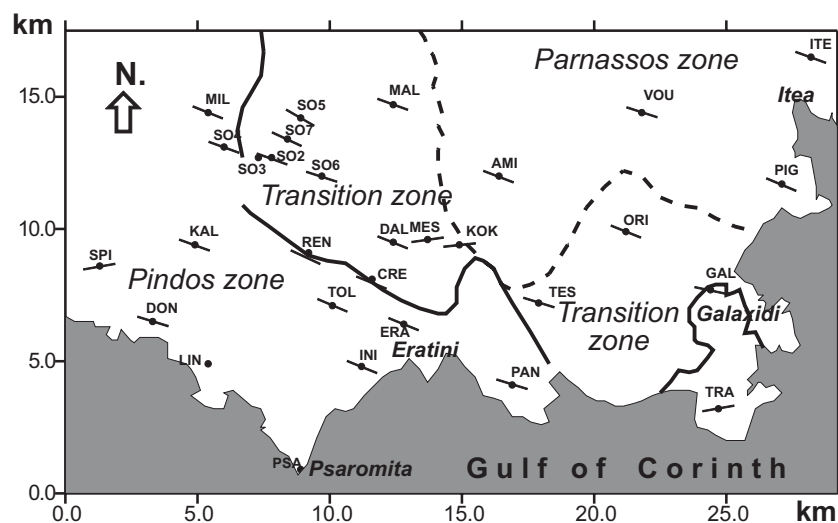 km
N.
Parnassos zone
ITE
Itea
15.0
MIL
SO5
MAL
VOU
SO4
SO7
SO3
SO2
SO6
AMI
PIG
Transition zone
10.0
KAL
REN
DAL
MES
KOK
ORI
SPI
Pindos zone
CRE
GAL
DON
TOL
TES
Galaxidi
ERA
Transition
zone
Eratini
5.0
LIN
INI
PAN
TRA
PSA
Psaromita
Gulf of Corinth
0.0
0.0 5.0 10.0 15.0 20.0 25.0 km